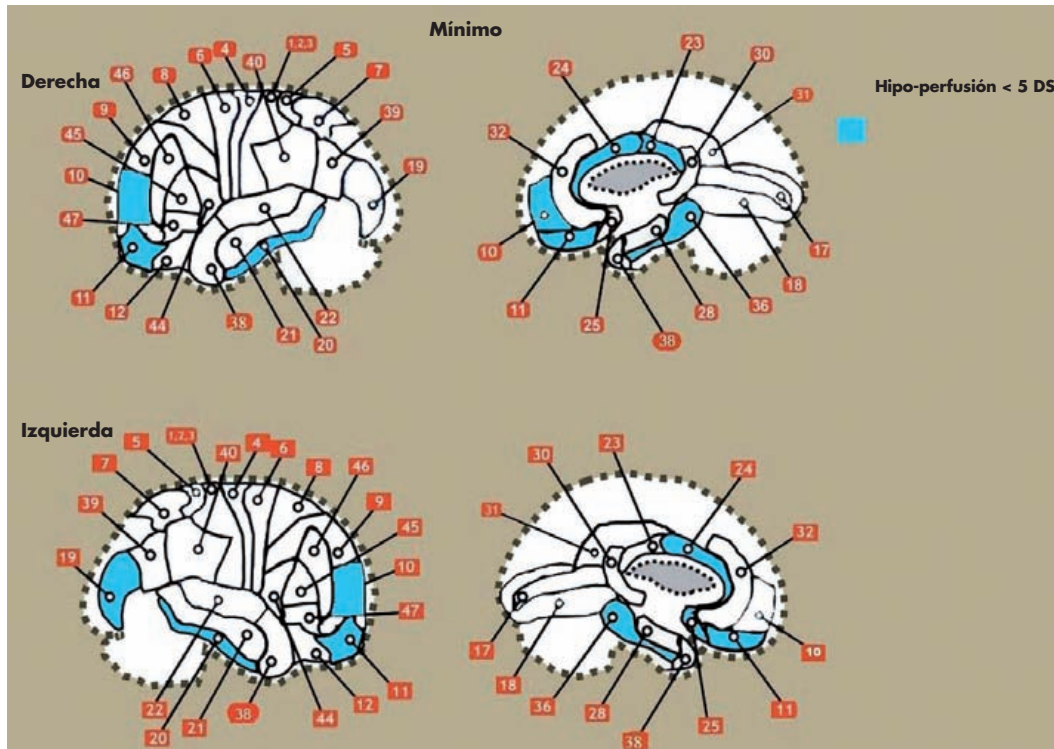 Mínimo
Derecha
Hipo-perfusión < 5 DS
46 8 6 4 40 1,2,3 5 7
9 39
45 19
10
47
11 12 44 38 21 20 22
24 23 30
32 31
10 11 25 38 28 36 18 17
Izquierda
5 1,2,3 40 4 6 8 46
7 9
39 45
19 10
47
22 20 21 38 44 12 11
30 23 24
31 32
17 18 36 28 38 25 11 10